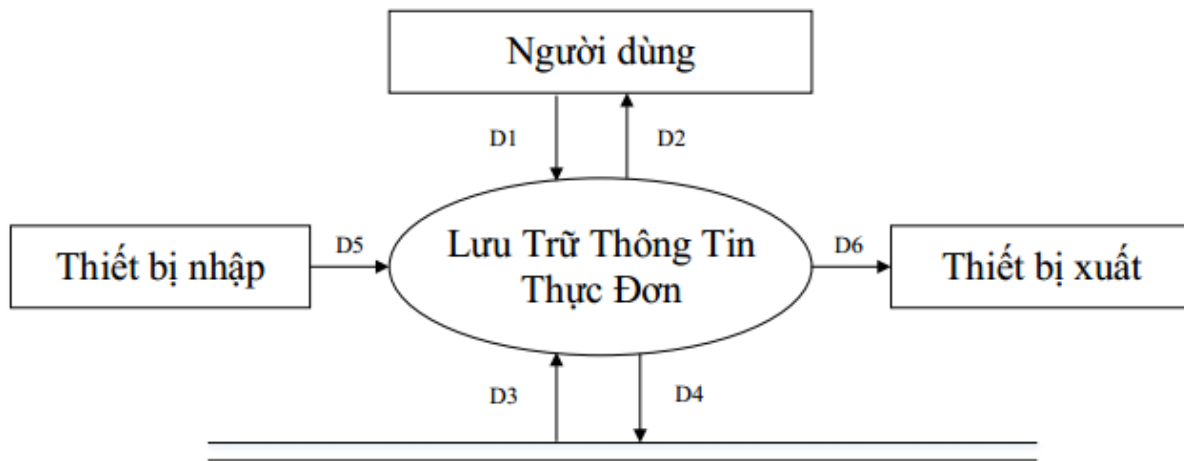 Người dùng
D1
D2
Thiết bị nhập
D5
Lưu Trữ Thông Tin
Thực Đơn
D6
Thiết bị xuất
D3
D4